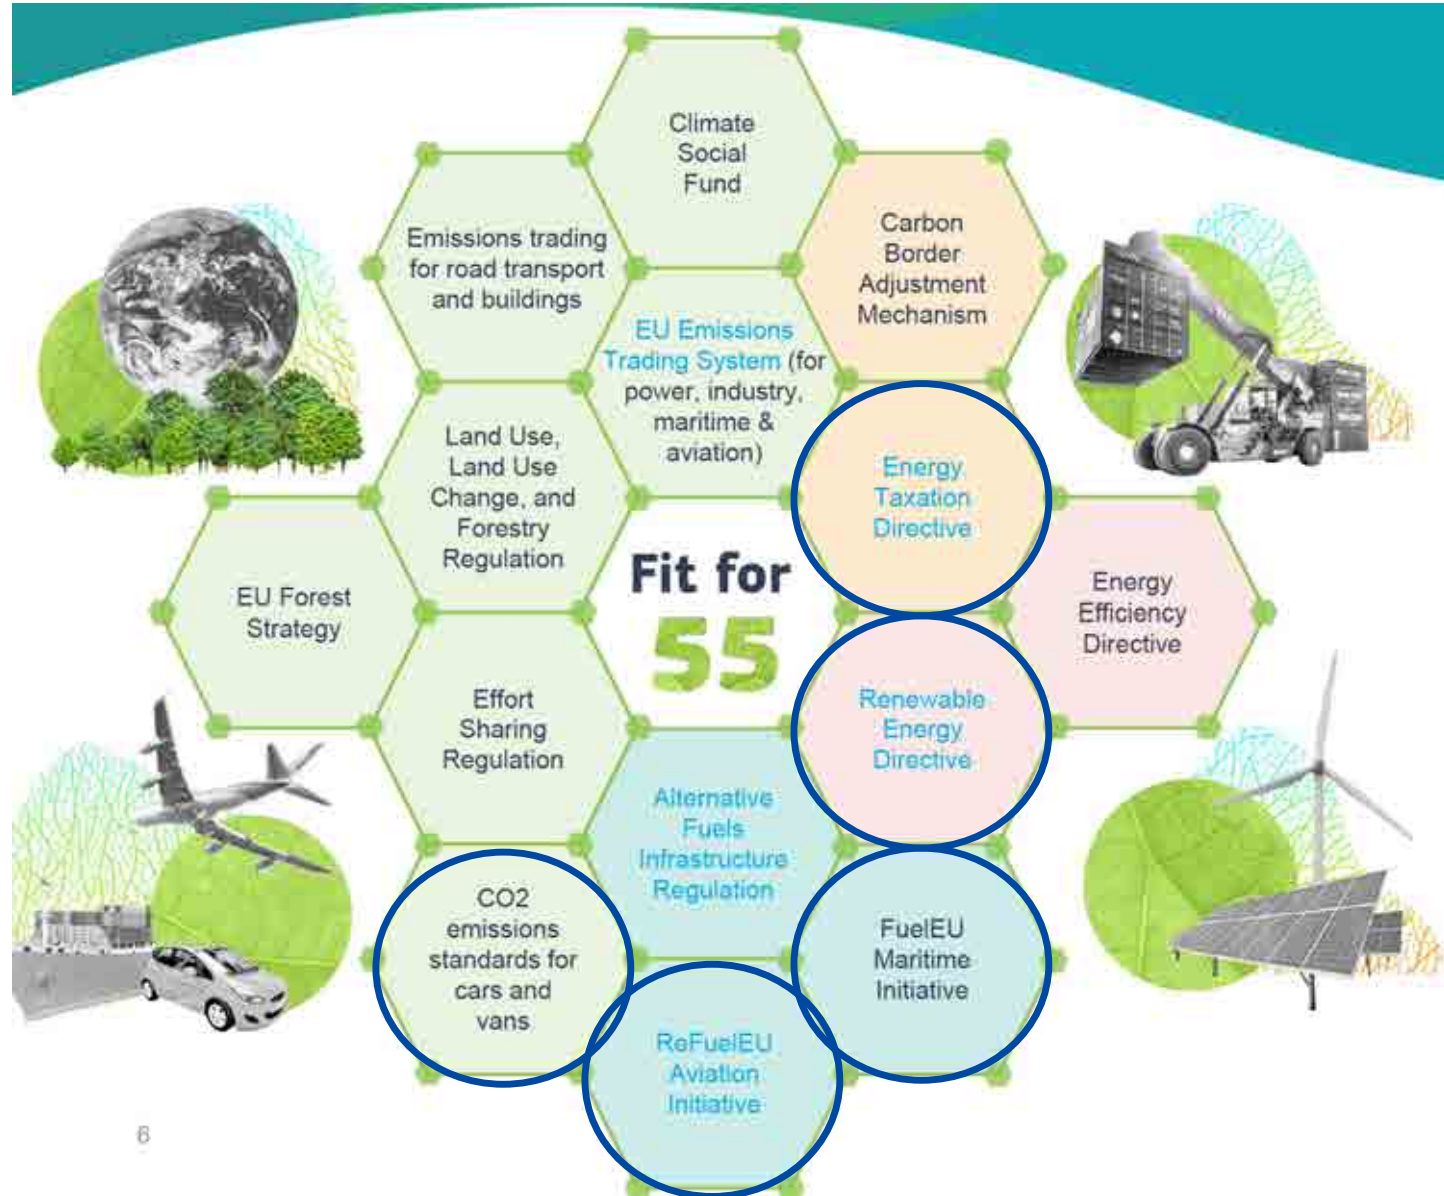 Climate
Social
Fund
Emissions trading
for road transport
and buildings
Carbon
Border
Adjustment
Mechanism
EU Emissions
Trading System (for
power, industry,
maritime &
aviation)
Land Use,
Land Use
Change, and
Forestry
Regulation
Energy
Taxation
Directive
Fit for
55
EU Forest
Strategy
Energy
Efficiency
Directive
Effort
Sharing
Regulation
Renewable
Energy
Directive
Alternative
Fuels
Infrastructure
Regulation
CO2
emissions
standards for
cars and
vans
FuelEU
Maritime
Initiative
ReFuelEU
Aviation
Initiative
6